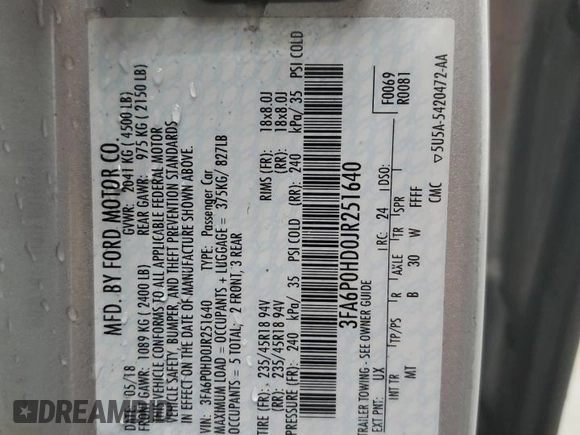 MFD. BY FORD MOTOR CO.
DATE: 05/18 GVWR: 2041 KG ( 4500 LB)
FRONT GAWR: 1089 KG (2400 LB) REAR GAWR: 975 KG ( 2150 LB)
THIS VEHICLE CONFORMS TO ALL APPLICABLE FEDERAL MOTOR
VEHICLE SAFETY, BUMPER, AND THEFT PREVENTION STANDARDS
IN EFFECT ON THE DATE OF MANUFACTURE SHOWN ABOVE.
VIN: 3FA6P0HD0JR251640 TYPE: Passenger Car
MAXIMUM LOAD = OCCUPANTS + LUGGAGE = 375KG/ 827LB
OCCUPANTS = 5 TOTAL: 2 FRONT, 3 REAR
TIRE (FR): 235/45R18 94V RIMS (FR): 18x8.0J
(RR): 235/45R18 94V (RR): 18x8.0J
PRESSURE (FR): 240 kPa/ 35 PSI COLD (RR): 240 kPa/ 35 PSI COLD
3FA6P0HD0JR251640
TRAILER TOWING - SEE OWNER GUIDE
F0069
R0081
EXT PNT: UX RC: 24 DSO:
INT TR TP/PS R AXLE TR SPR
MT B 30 W FFFF
CMC ▽5U5A-5420472-AA
DREAMBID